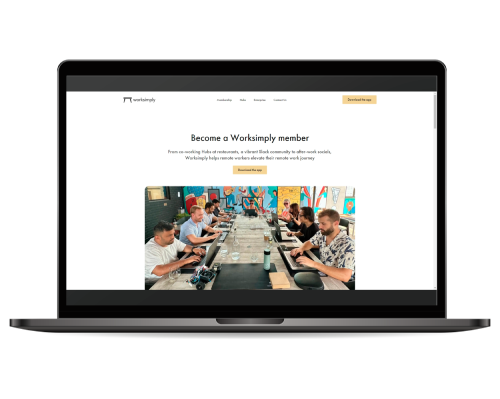 worksimply
Membership Hubs Enterprise Contact Us Download the app
Become a Worksimply member
From co-working Hubs at restaurants, a vibrant Slack community to after-work socials,
Worksimply helps remote workers elevate their remote work journey
Download the app